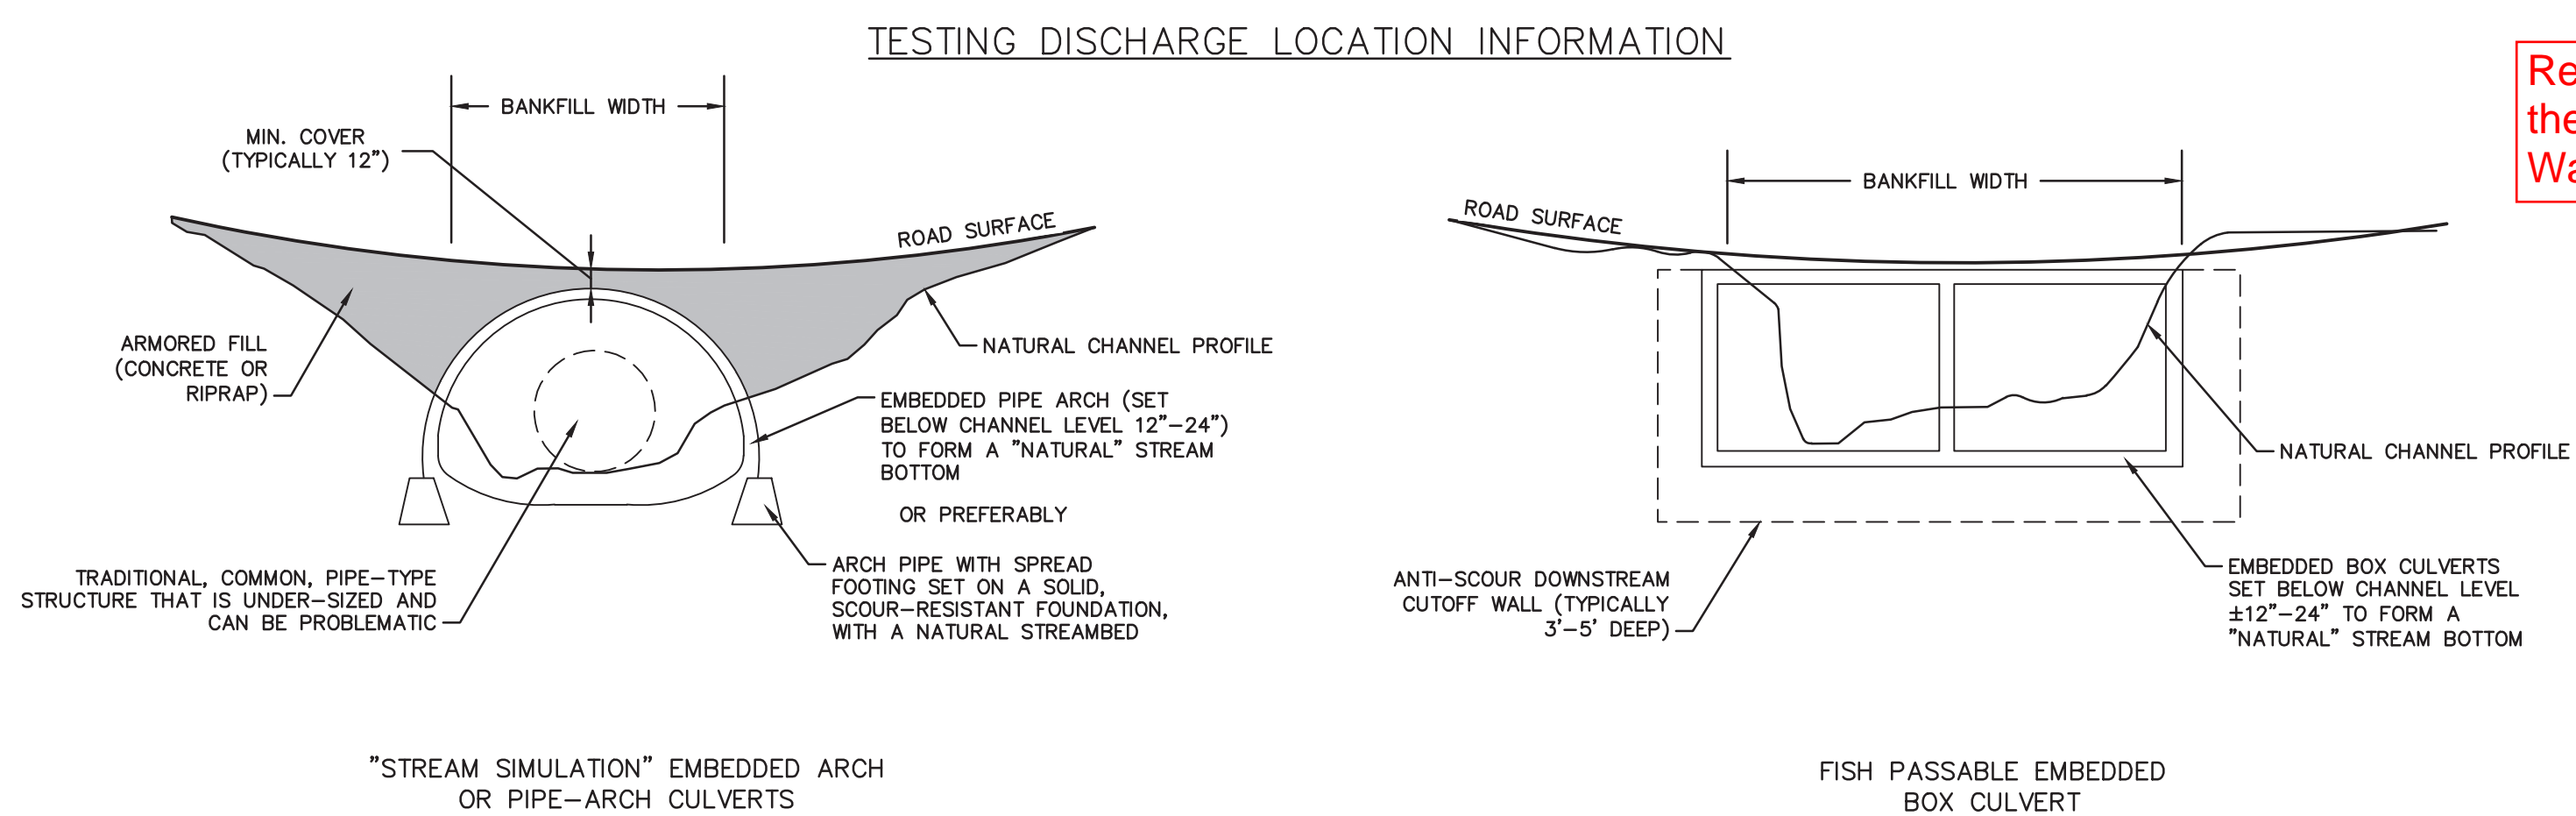 TESTING DISCHARGE LOCATION INFORMATION
BANKFILL WIDTH
MIN. COVER
(TYPICALLY 12")
ROAD SURFACE
ARMORED FILL
(CONCRETE OR
RIPRAP)
NATURAL CHANNEL PROFILE
EMBEDDED PIPE ARCH (SET
BELOW CHANNEL LEVEL 12"-24")
TO FORM A "NATURAL" STREAM
BOTTOM
OR PREFERABLY
ARCH PIPE WITH SPREAD
FOOTING SET ON A SOLID,
SCOUR-RESISTANT FOUNDATION,
WITH A NATURAL STREAMBED
TRADITIONAL, COMMON, PIPE-TYPE
STRUCTURE THAT IS UNDER-SIZED AND
CAN BE PROBLEMATIC
"STREAM SIMULATION" EMBEDDED ARCH
OR PIPE-ARCH CULVERTS
BANKFILL WIDTH
ROAD SURFACE
NATURAL CHANNEL PROFILE
ANTI-SCOUR DOWNSTREAM
CUTOFF WALL (TYPICALLY
3'-5' DEEP)
EMBEDDED BOX CULVERTS
SET BELOW CHANNEL LEVEL
±12"-24" TO FORM A
"NATURAL" STREAM BOTTOM
FISH PASSABLE EMBEDDED
BOX CULVERT
Re
the
Wa